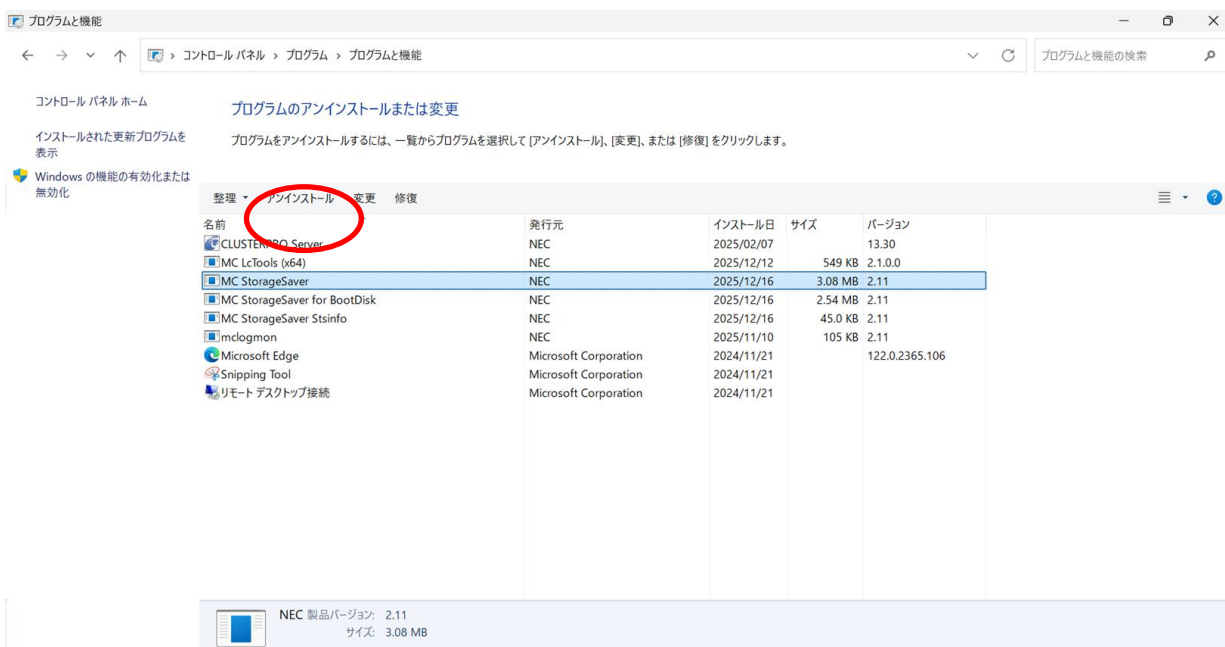 プログラムと機能
コントロール パネル › プログラム › プログラムと機能
プログラムと機能の検索
コントロール パネル ホーム
インストールされた更新プログラムを
表示
Windows の機能の有効化または
無効化
プログラムのアンインストールまたは変更
プログラムをアンインストールするには、一覧からプログラムを選択して [アンインストール]、[変更]、または [修復] をクリックします。
整理 アンインストール 変更 修復
名前 発行元 インストール日 サイズ バージョン
CLUSTERPRO Server NEC 2025/02/07 13.30
MC LcTools (x64) NEC 2025/12/12 549 KB 2.1.0.0
MC StorageSaver NEC 2025/12/16 3.08 MB 2.11
MC StorageSaver for BootDisk NEC 2025/12/16 2.54 MB 2.11
MC StorageSaver Stsinfo NEC 2025/12/16 45.0 KB 2.11
mclogmon NEC 2025/11/10 105 KB 2.11
Microsoft Edge Microsoft Corporation 2024/11/21 122.0.2365.106
Snipping Tool Microsoft Corporation 2024/11/21
リモート デスクトップ接続 Microsoft Corporation 2024/11/21
NEC 製品バージョン: 2.11
サイズ: 3.08 MB